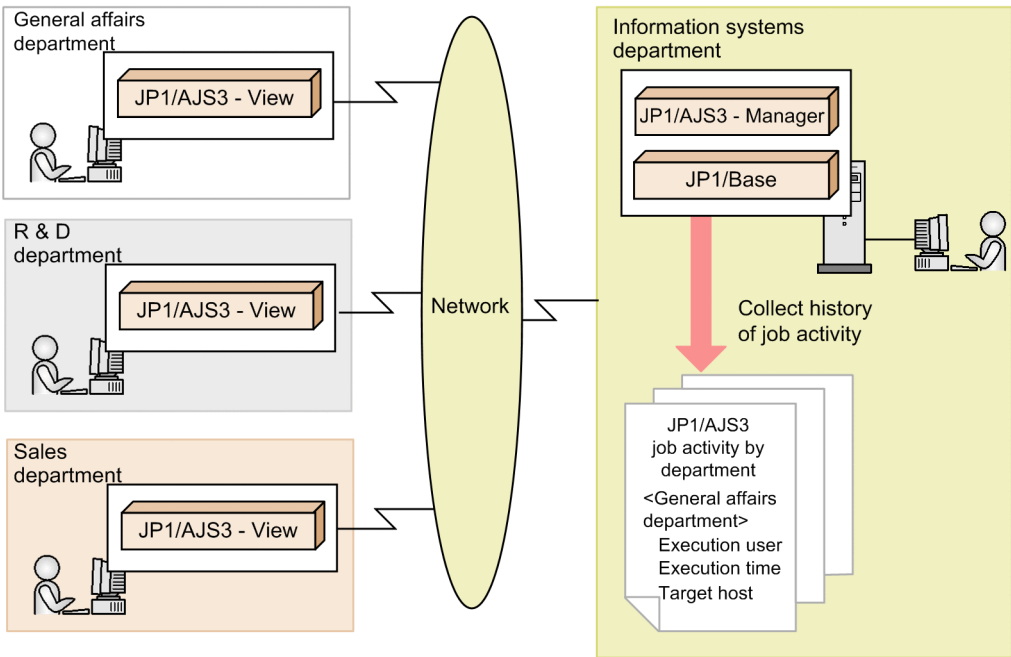 General affairs
department
JP1/AJS3 - View
R & D
department
JP1/AJS3 - View
Sales
department
JP1/AJS3 - View
Network
Information systems
department
JP1/AJS3 - Manager
JP1/Base
Collect history
of job activity
JP1/AJS3
job activity by
department
<General affairs
department>
Execution user
Execution time
Target host